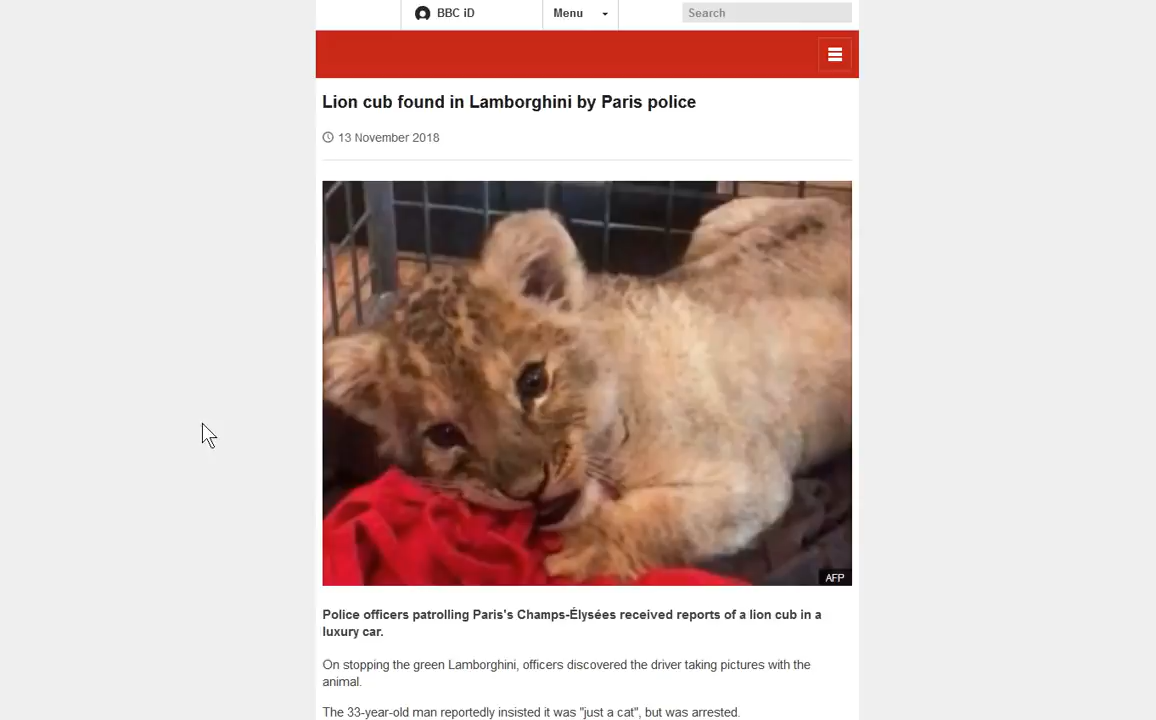 BBC iD Menu Search
Lion cub found in Lamborghini by Paris police
13 November 2018
AFP
Police officers patrolling Paris's Champs-Élysées received reports of a lion cub in a
luxury car.
On stopping the green Lamborghini, officers discovered the driver taking pictures with the
animal.
The 33-year-old man reportedly insisted it was "just a cat", but was arrested.